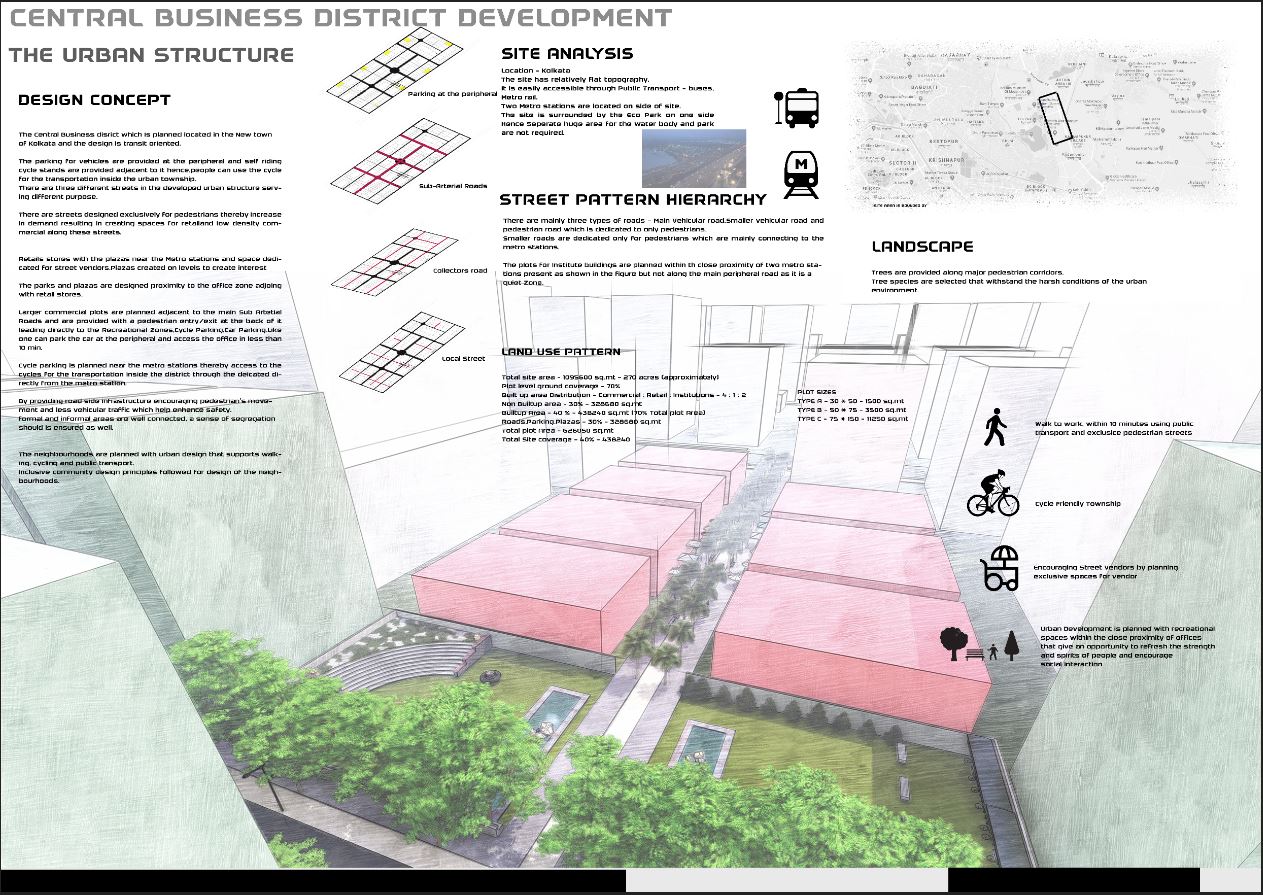 CENTRAL BUSINESS DISTRICT DEVELOPMENT
THE URBAN STRUCTURE
DESIGN CONCEPT
The Central Business disrict which is planned located in the New town
of Kolkata and the design is transit oriented.
The parking for vehicles are provided at the peripheral and self riding
cycle stands are provided adjacent to it hence,people can use the cycle
for the transportation inside the urban township.
There are three different streets in the developed urban structure serv-
ing different purpose.
There are streets designed exclusively for pedestrians thereby increase
in demand resulting in creating spaces for retailand low density com-
mercial along these streets.
Retails stores with the plazas near the Metro stations and space dedi-
cated for street vendors.Plazas created on levels to create interest
The parks and plazas are designed proximity to the office zone adjoing
with retail stores.
Larger commercial plots are planned adjacent to the main Sub Artetial
Roads and are provided with a pedestrian entry/exit at the back of it
leading directly to the Recreational Zones,Cycle Parking,Car Parking.Like
one can park the car at the peripheral and access the office in less than
10 min.
Cycle parking is planned near the metro stations thereby access to the
cycles for the transportation inside the district through the deicated di-
rectly from the metro station.
By providing road side infrastructure encouraging pedestrian's move-
ment and less vehicular traffic which help enhance safety.
Formal and informal areas are well connected, a sense of segregation
should is ensured as well.
The neighbourhoods are planned with urban design that supports walk-
ing, cycling and public transport.
Inclusive community design principles followed for design of the neigh-
bourhoods.
Parking at the peripheral
Sub-Arterial Roads
Collectors road
Local Street
SITE ANALYSIS
Location - Kolkata
The site has relatively flat topography.
It is easily accessible through Public Transport - buses,
Metro rail.
Two Metro stations are located on side of site.
The site is surrounded by the Eco Park on one side
Hence Seperate huge area for the water body and park
are not required.
M
STREET PATTERN HIERARCHY
There are mainly three types of roads - Main vehicular road,Smaller vehicular road and
pedestrian road which is dedicated to only pedestrians.
Smaller roads are dedicated only for pedestrians which are mainly connecting to the
metro stations.
The plots for institute buildings are planned within th close proximity of two metro sta-
tions present as shown in the figure but not along the main peripheral road as it is a
quiet Zone.
LAND USE PATTERN
Total site area - 1095600 sq.mt - 270 acres (approximately)
Plot level ground coverage - 70%
Built up area Distribution - Commercial : Retail : Institutions - 4 : 1 : 2
Non Builtup area - 30% - 328680 sq.mt
Builtup Area - 40 % - 438240 sq.mt (70% Total plot Area)
Roads,Parking,Plazas - 30% - 328680 sq.mt
Total plot Area - 626050 sq.mt
Total Site coverage - 40% - 438240
PLOT SIZES
TYPE A - 30 * 50 - 1500 sq.mt
TYPE B - 50 * 75 - 3500 sq.mt
TYPE C - 75 * 150 - 11250 sq.mt
BAGUIATI
KESTOPUR
SECTOR II
KRISHNAPUR
LANDSCAPE
Trees are provided along major pedestrian corridors.
Tree species are selected that withstand the harsh conditions of the urban
environment
Walk to work, within 10 minutes using public
transport and exclusice pedestrian streets
Cycle Friendly Township
Encouraging Street vendors by planning
exclusive spaces for vendor
Urban Development is planned with recreational
spaces within the close proximity of offices
that give an opportunity to refresh the strength
and spirits of people and encourage
social interaction